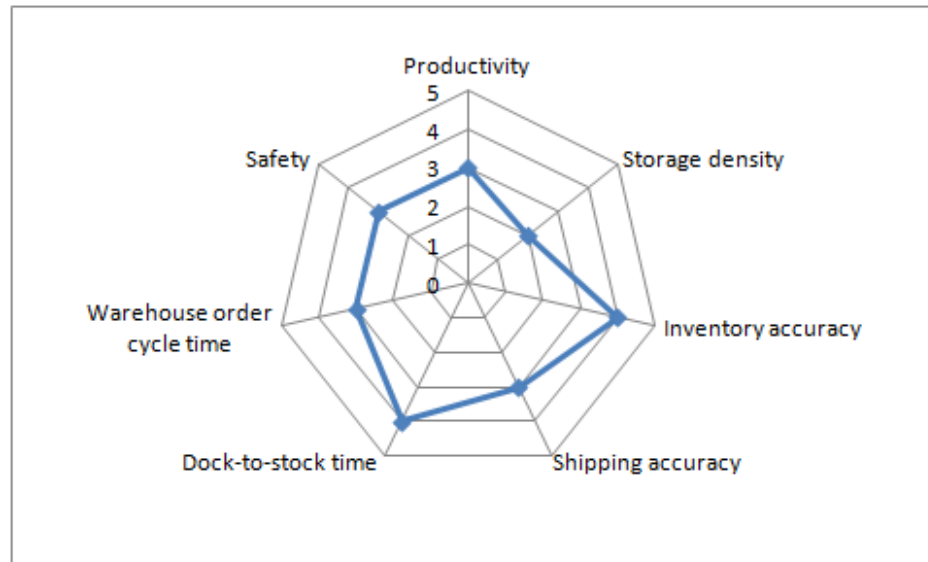 Productivity
5
4
3
2
1
0
Safety
Storage density
Warehouse order
cycle time
Inventory accuracy
Dock-to-stock time
Shipping accuracy